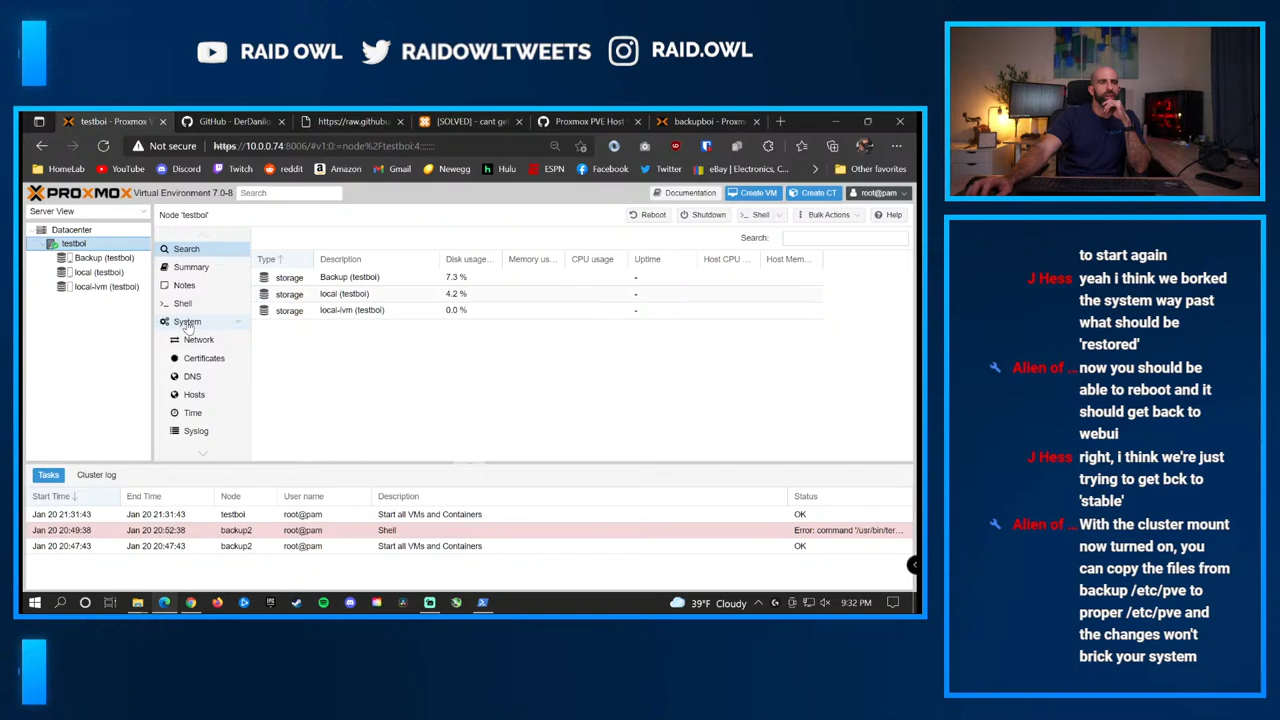 RAID OWL RAIDOWLTWEETS RAID.OWL
testboi - Proxmox V
GitHub - DerDanilo
https://raw.githubu
[SOLVED] - cant get
Proxmox PVE Host
backupboi - Proxmo
Not secure https://10.0.0.74:8006/#v1:0:=node%2Ftestboi:4::::::
HomeLab YouTube Discord Twitch reddit Amazon Gmail Newegg Hulu ESPN Facebook Twitter eBay | Electronics, C... Other favorites
PROXMOX Virtual Environment 7.0-8 Search Documentation Create VM Create CT root@pam
Server View
Datacenter
testboi
Backup (testboi)
local (testboi)
local-lvm (testboi)
Node 'testboi' Reboot Shutdown Shell Bulk Actions Help
Search
Summary
Notes
Shell
System
Network
Certificates
DNS
Hosts
Time
Syslog
Search:
Type Description Disk usage... Memory us... CPU usage Uptime Host CPU ... Host Mem...
storage Backup (testboi) 7.3 % -
storage local (testboi) 4.2 % -
storage local-lvm (testboi) 0.0 % -
Tasks Cluster log
Start Time End Time Node User name Description Status
Jan 20 21:31:43 Jan 20 21:31:43 testboi root@pam Start all VMs and Containers OK
Jan 20 20:49:38 Jan 20 20:52:38 backup2 root@pam Shell Error: command '/usr/bin/ter...
Jan 20 20:47:43 Jan 20 20:47:43 backup2 root@pam Start all VMs and Containers OK
39°F Cloudy 9:32 PM
to start again
J Hess yeah i think we borked
the system way past
what should be
'restored'
Alien of ... now you should be
able to reboot and it
should get back to
webui
J Hess right, i think we're just
trying to get bck to
'stable'
Alien of ... With the cluster mount
now turned on, you
can copy the files from
backup /etc/pve to
proper /etc/pve and
the changes won't
brick your system